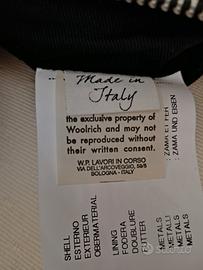 Made in
Italy
the exclusive property of
Woolrich and may not
be reproduced without
their written consent.
W.P. LAVORI IN CORSO
VIA DELL'ARCOVEGGIO, 59/5
BOLOGNA - ITALY
: ZAMA ET FER
: ZAMA UND EISEN
SHELL
ESTERNO
EXTERIEUR
OBERMATERIAL
LINING
FODERA
DOUBLURE
FUTTER
METALS
METALLI